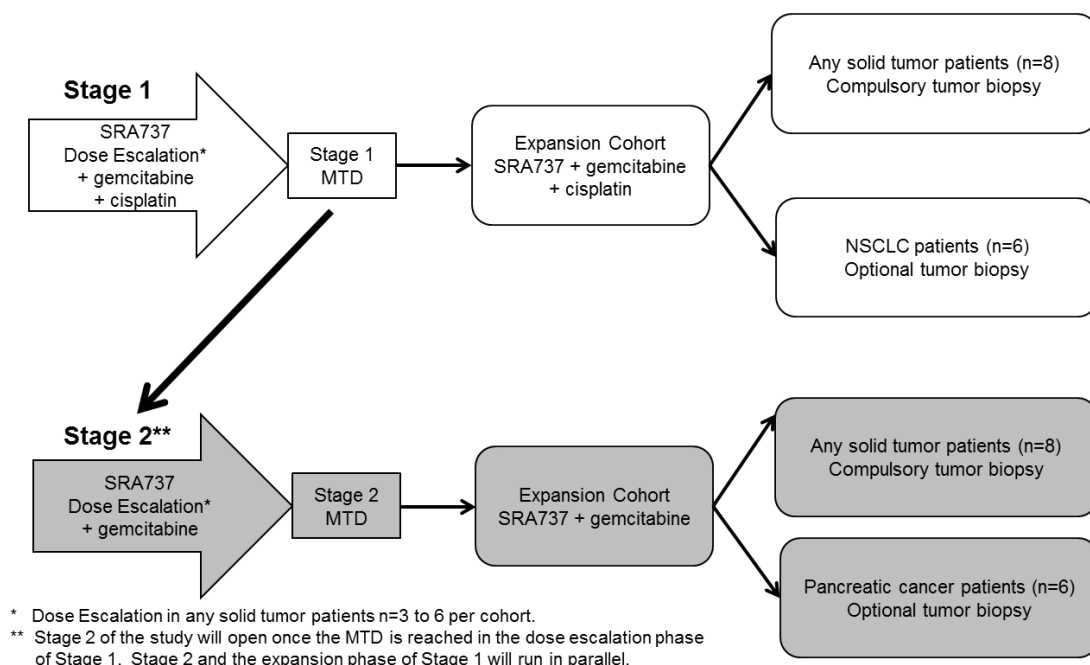 Stage 1
SRA737
Dose Escalation*
+ gemcitabine
+ cisplatin
Stage 1
MTD
Expansion Cohort
SRA737 + gemcitabine
+ cisplatin
Any solid tumor patients (n=8)
Compulsory tumor biopsy
NSCLC patients (n=6)
Optional tumor biopsy
Stage 2**
SRA737
Dose Escalation*
+ gemcitabine
Stage 2
MTD
Expansion Cohort
SRA737 + gemcitabine
Any solid tumor patients (n=8)
Compulsory tumor biopsy
Pancreatic cancer patients (n=6)
Optional tumor biopsy
* Dose Escalation in any solid tumor patients n=3 to 6 per cohort.
** Stage 2 of the study will open once the MTD is reached in the dose escalation phase
of Stage 1. Stage 2 and the expansion phase of Stage 1 will run in parallel.